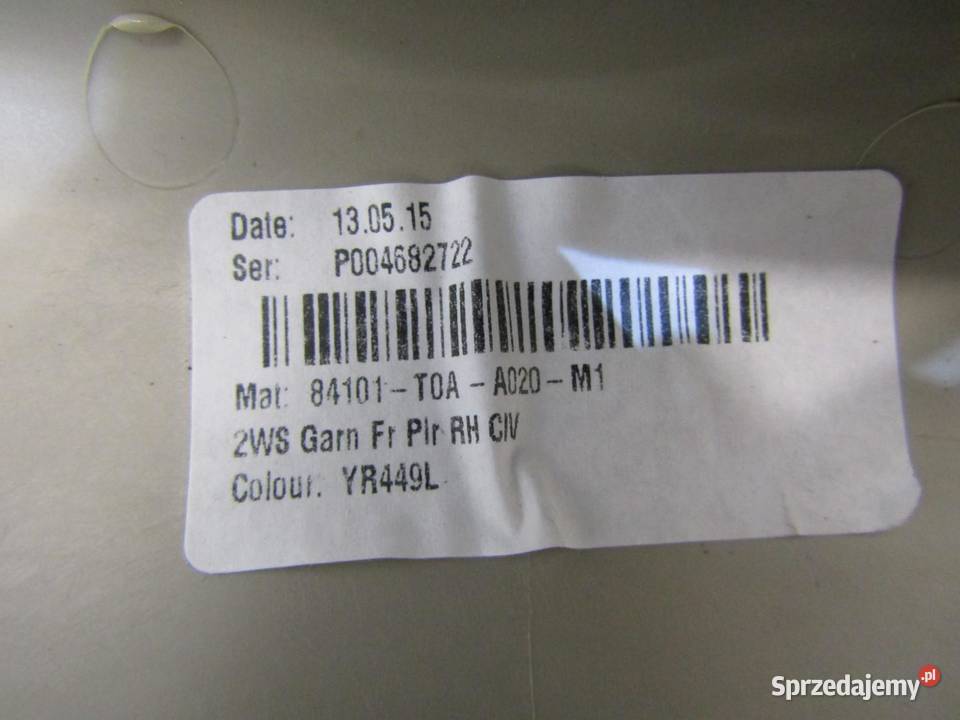 Date: 13.05.15
Ser: P004682722
Mat: 84101-T0A-A020-M1
2WS Garn Fr Plr RH CIV
Colour: YR449L
Sprzedajemy.pl